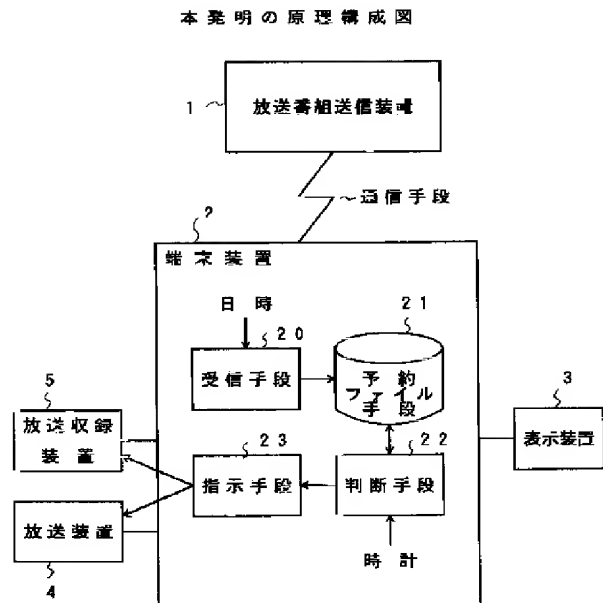 本発明の原理構成図
1
放送番組送信装置
通信手段
2
端末装置
日時
20
21
受信手段
予約
ファイル
手段
5
放送収録
装置
23
22
3
指示手段
判断手段
表示装置
放送装置
4
時計